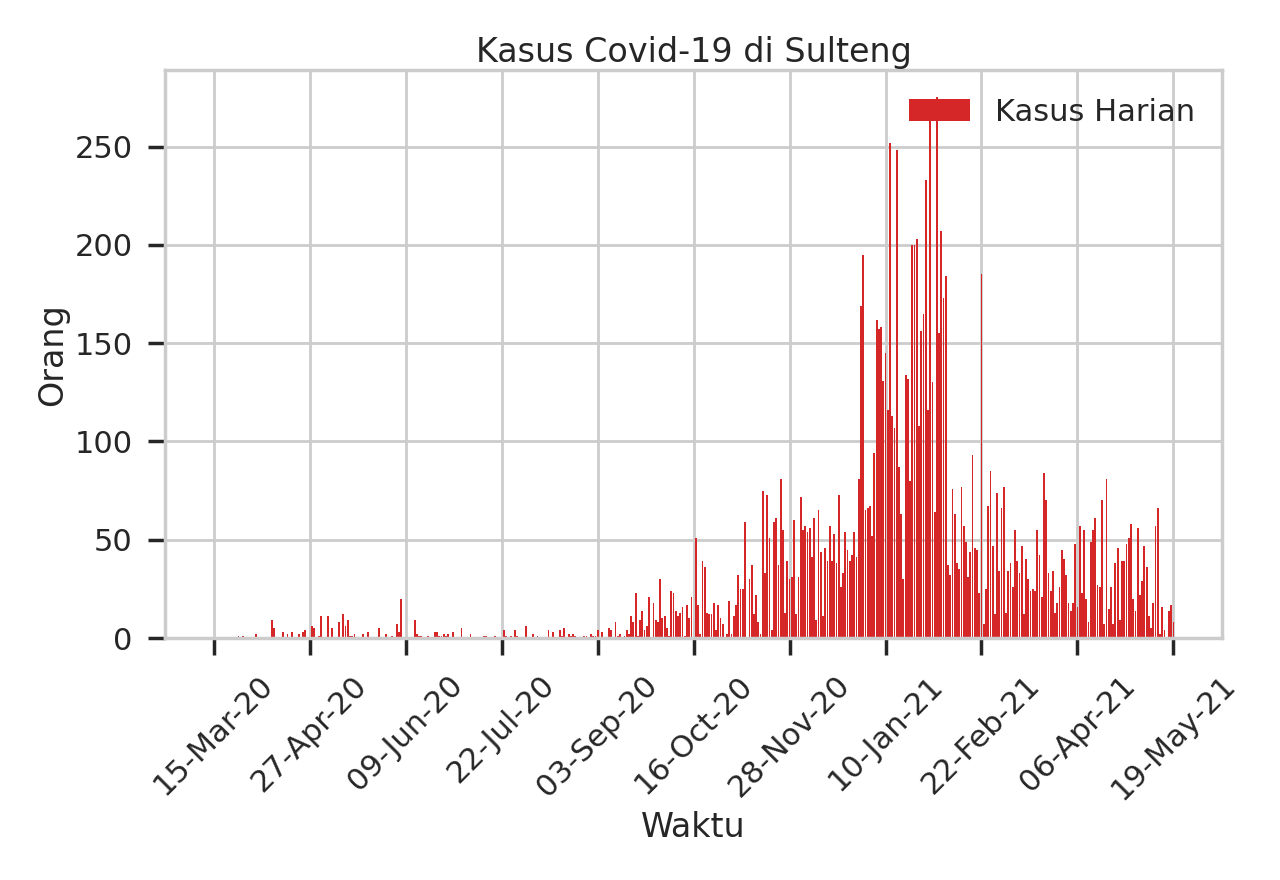 Kasus Covid-19 di Sulteng
Kasus Harian
250
200
150
100
50
0
Orang
15-Mar-20
27-Apr-20
09-Jun-20
22-Jul-20
03-Sep-20
16-Oct-20
28-Nov-20
10-Jan-21
22-Feb-21
06-Apr-21
19-May-21
Waktu